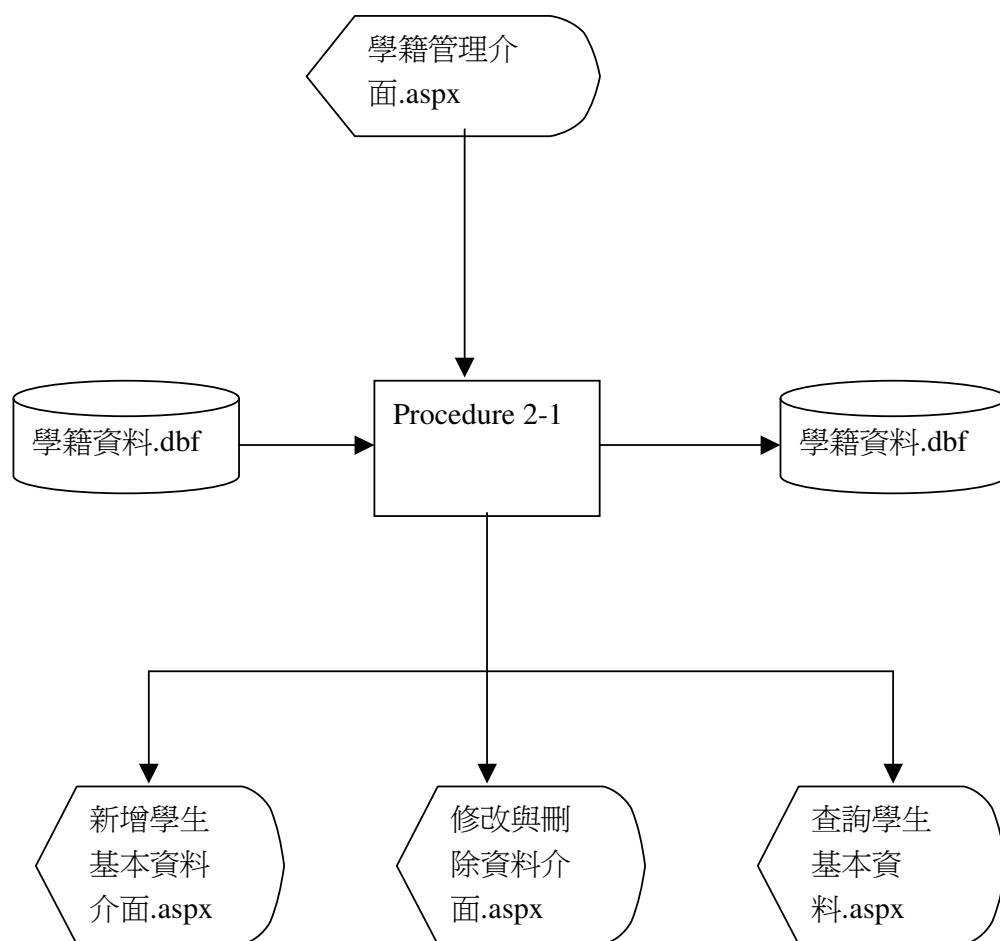 學籍管理介
面.aspx
學籍資料.dbf
Procedure 2-1
學籍資料.dbf
新增學生
基本資料
介面.aspx
修改與刪
除資料介
面.aspx
查詢學生
基本資
料.aspx